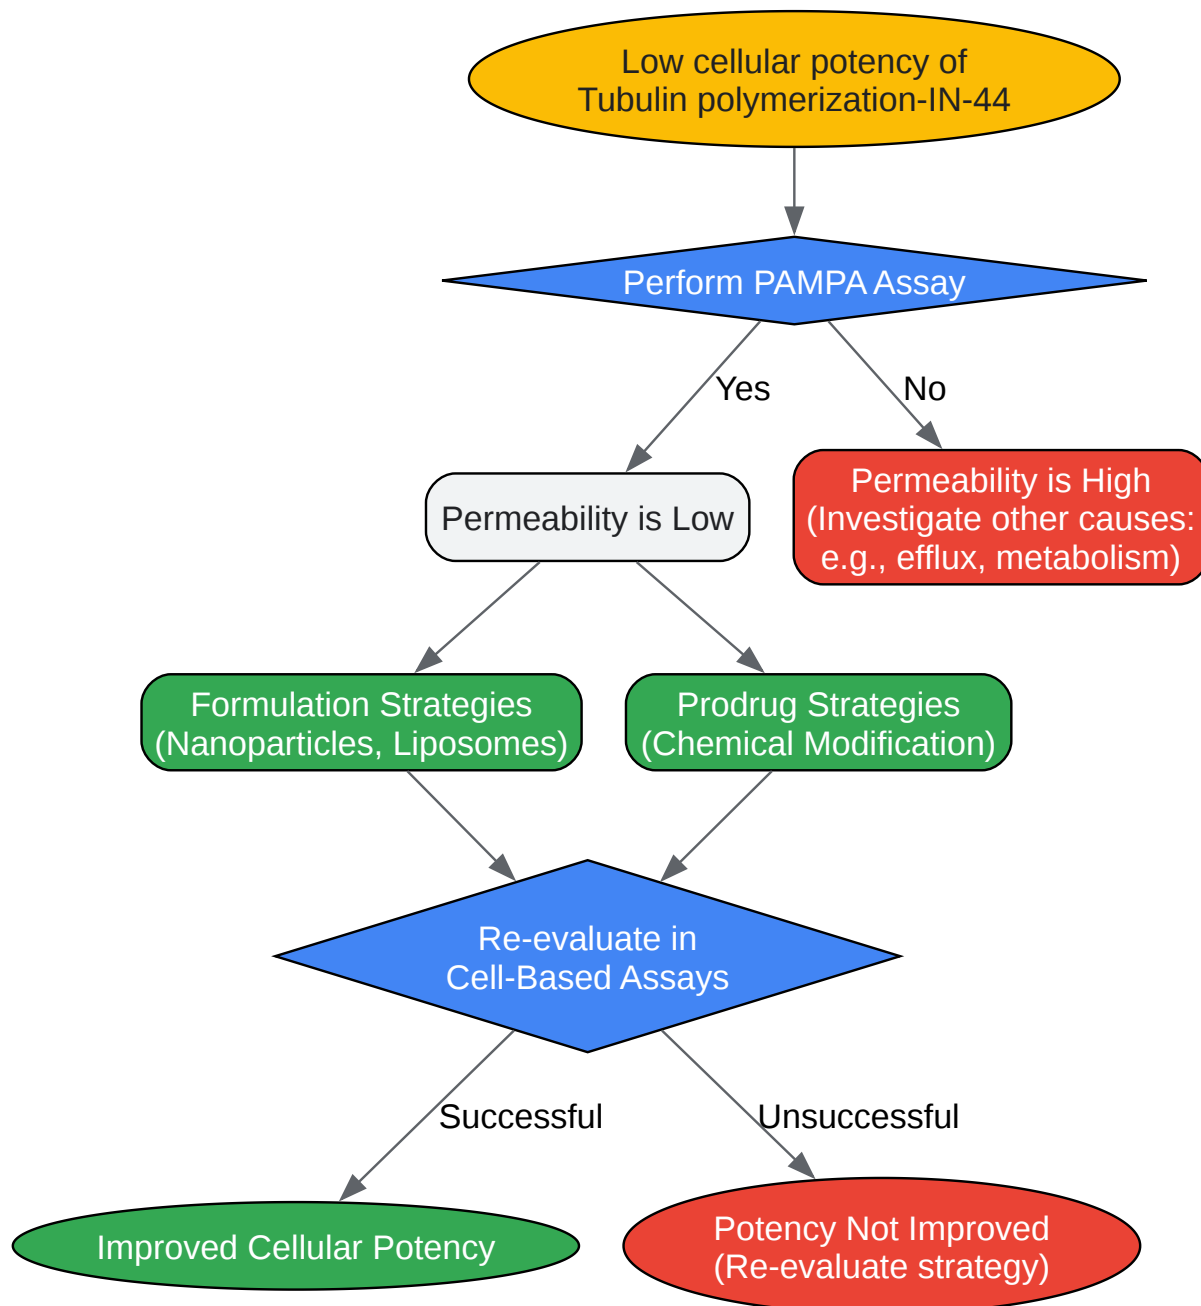 Low cellular potency of
Tubulin polymerization-IN-44
Perform PAMPA Assay
Yes
No
Permeability is Low
Permeability is High
(Investigate other causes:
e.g., efflux, metabolism)
Formulation Strategies
(Nanoparticles, Liposomes)
Prodrug Strategies
(Chemical Modification)
Re-evaluate in
Cell-Based Assays
Successful
Unsuccessful
Improved Cellular Potency
Potency Not Improved
(Re-evaluate strategy)